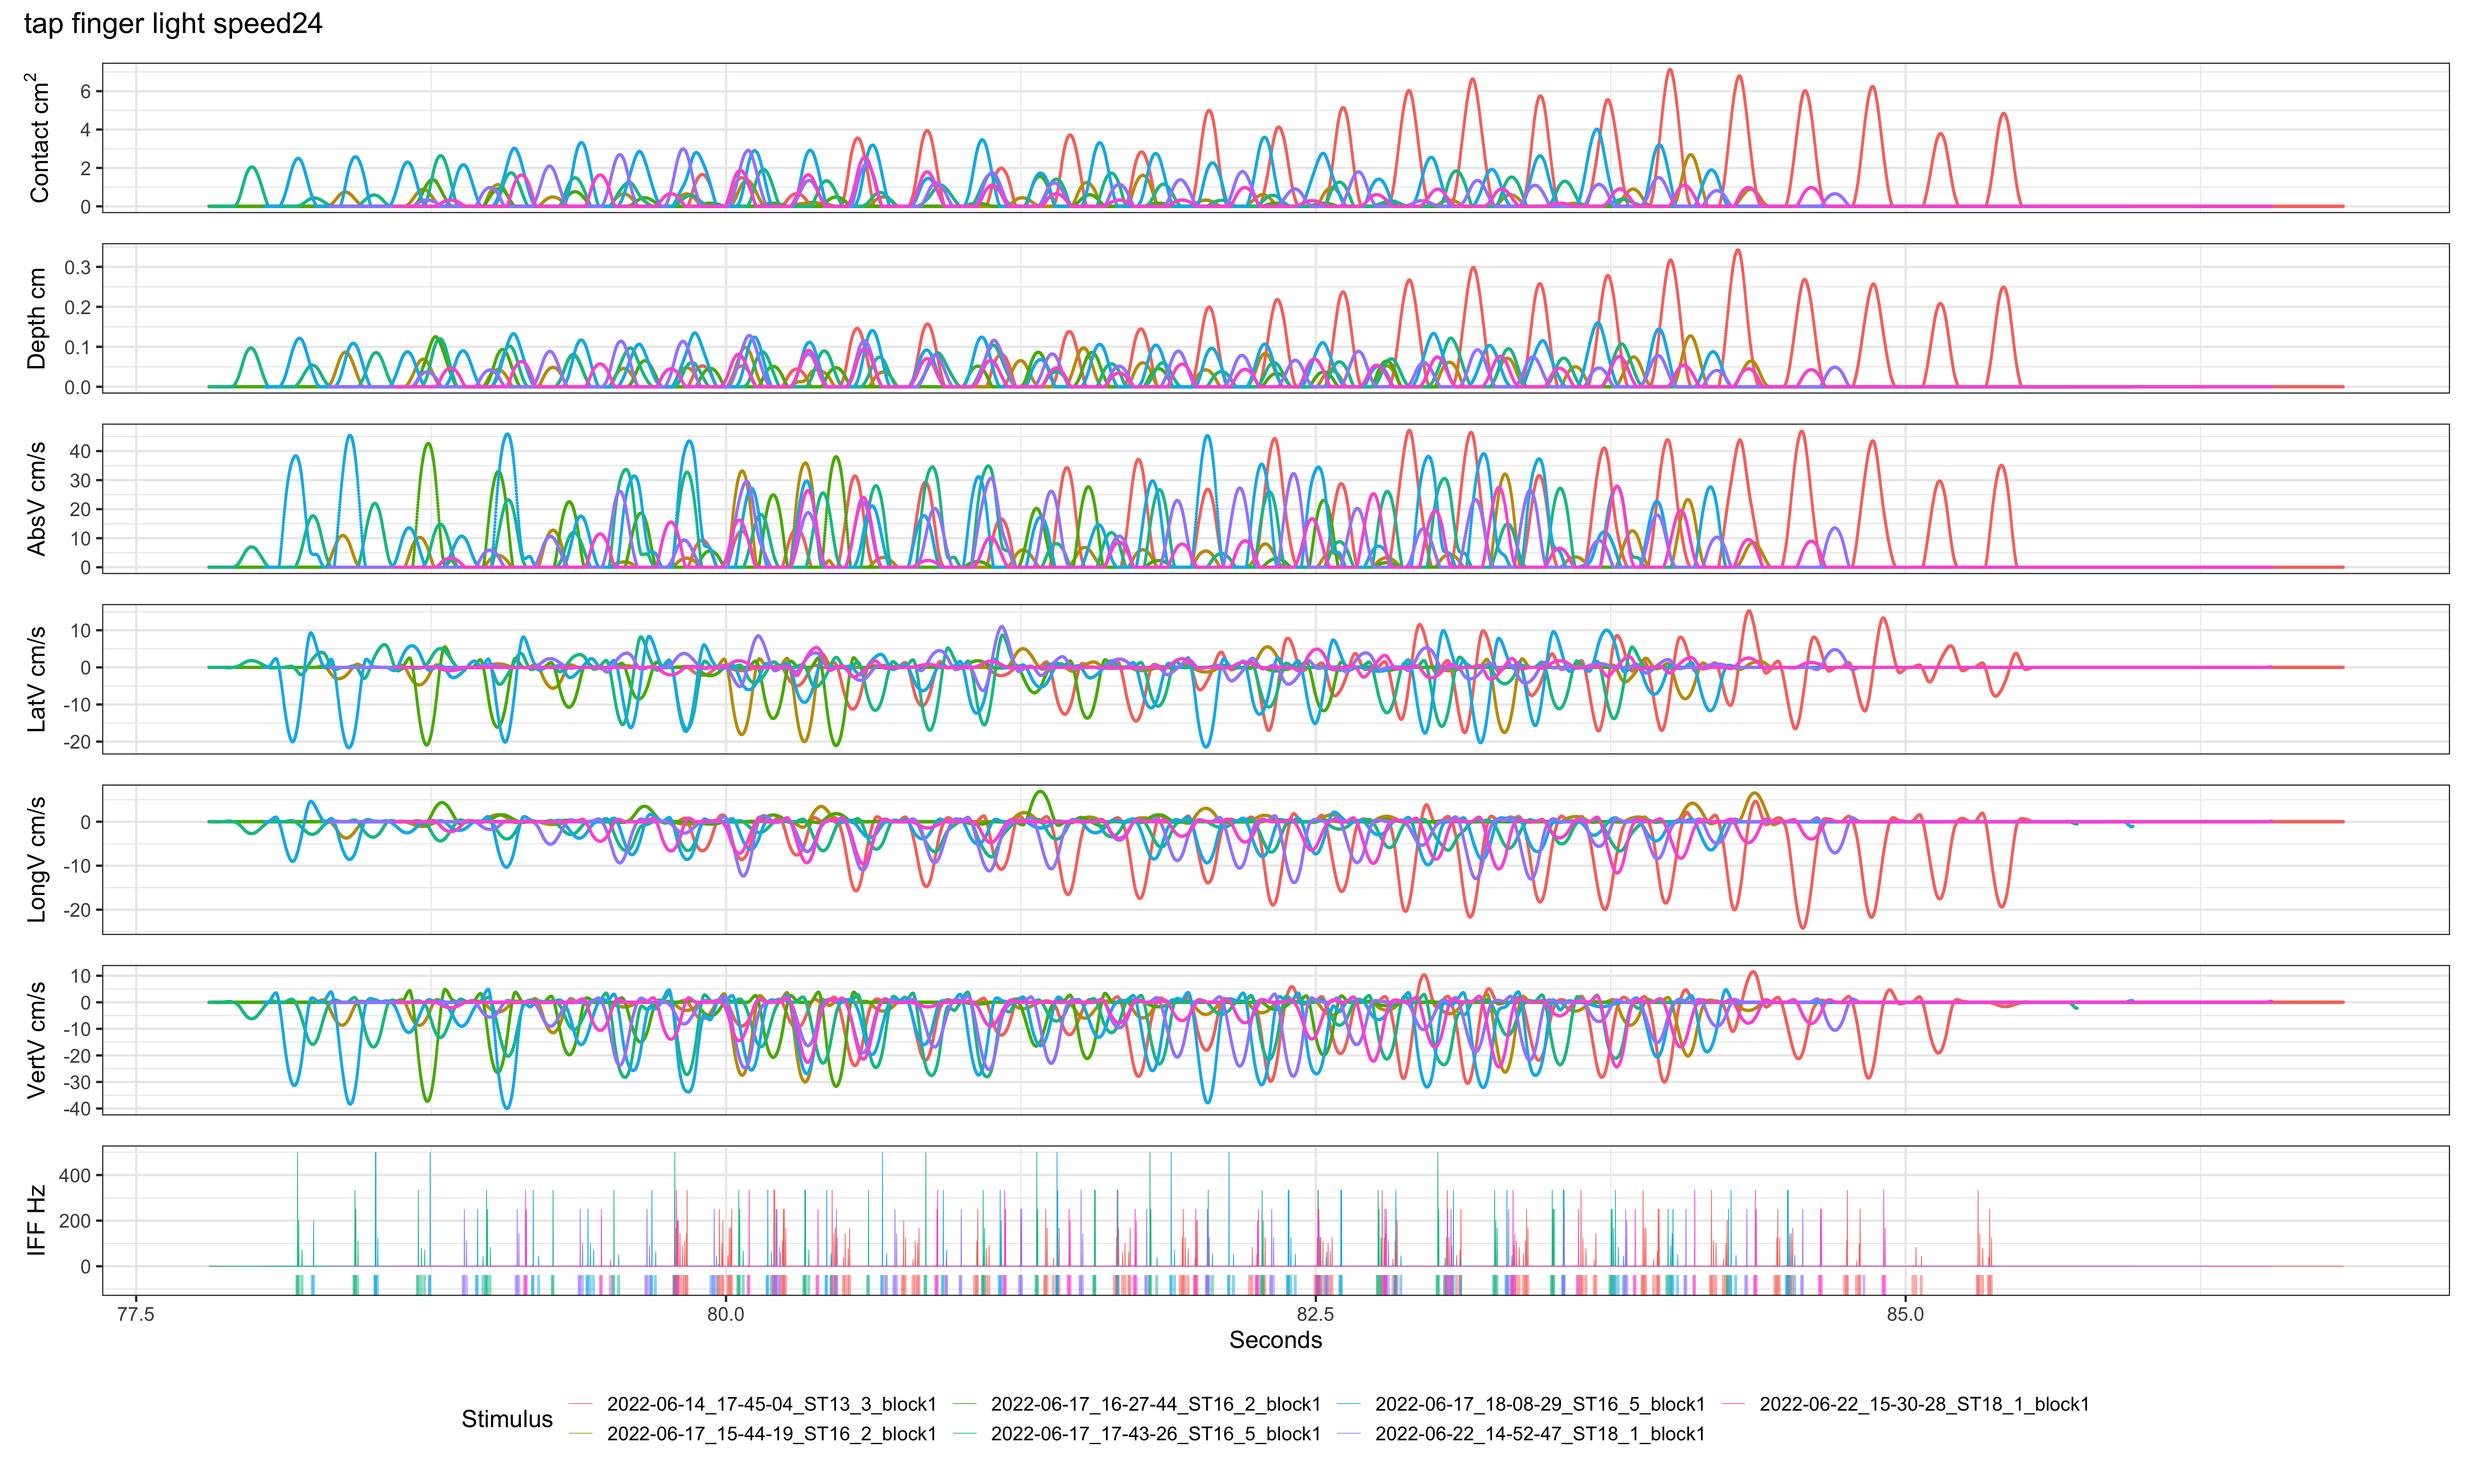 tap finger light speed24
Contact cm²
6
4
2
0
Depth cm
0.3
0.2
0.1
0.0
AbsV cm/s
40
30
20
10
0
LatV cm/s
10
0
-10
-20
LongV cm/s
0
-10
-20
VertV cm/s
10
0
-10
-20
-30
-40
IFF Hz
400
200
0
77.5 80.0 82.5 85.0
Seconds
Stimulus
2022-06-14_17-45-04_ST13_3_block1 2022-06-17_16-27-44_ST16_2_block1 2022-06-17_18-08-29_ST16_5_block1 2022-06-22_15-30-28_ST18_1_block1
2022-06-17_15-44-19_ST16_2_block1 2022-06-17_17-43-26_ST16_5_block1 2022-06-22_14-52-47_ST18_1_block1